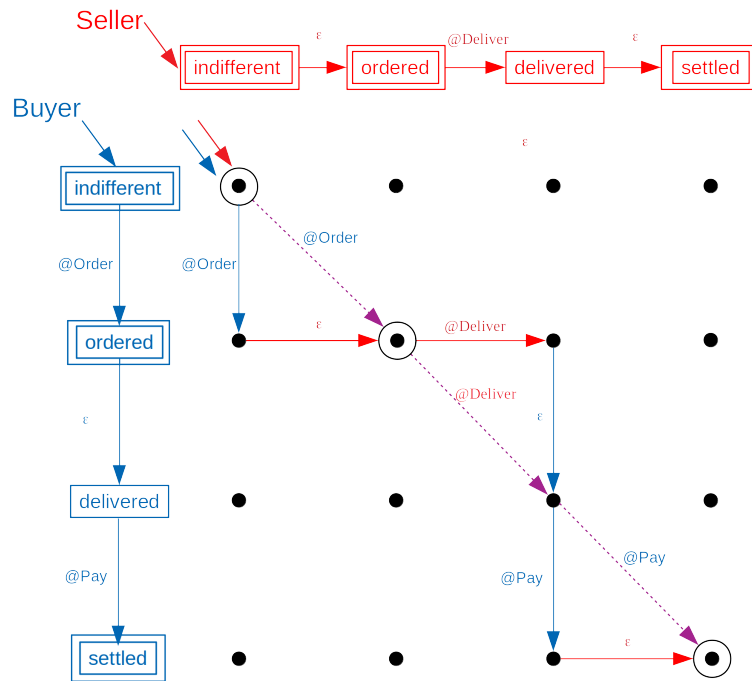 Seller
ε
@Deliver
ε
indifferent
ordered
delivered
settled
Buyer
ε
indifferent
@Order
@Order
@Order
ε
@Deliver
ordered
@Deliver
ε
ε
delivered
@Pay
@Pay
@Pay
ε
settled